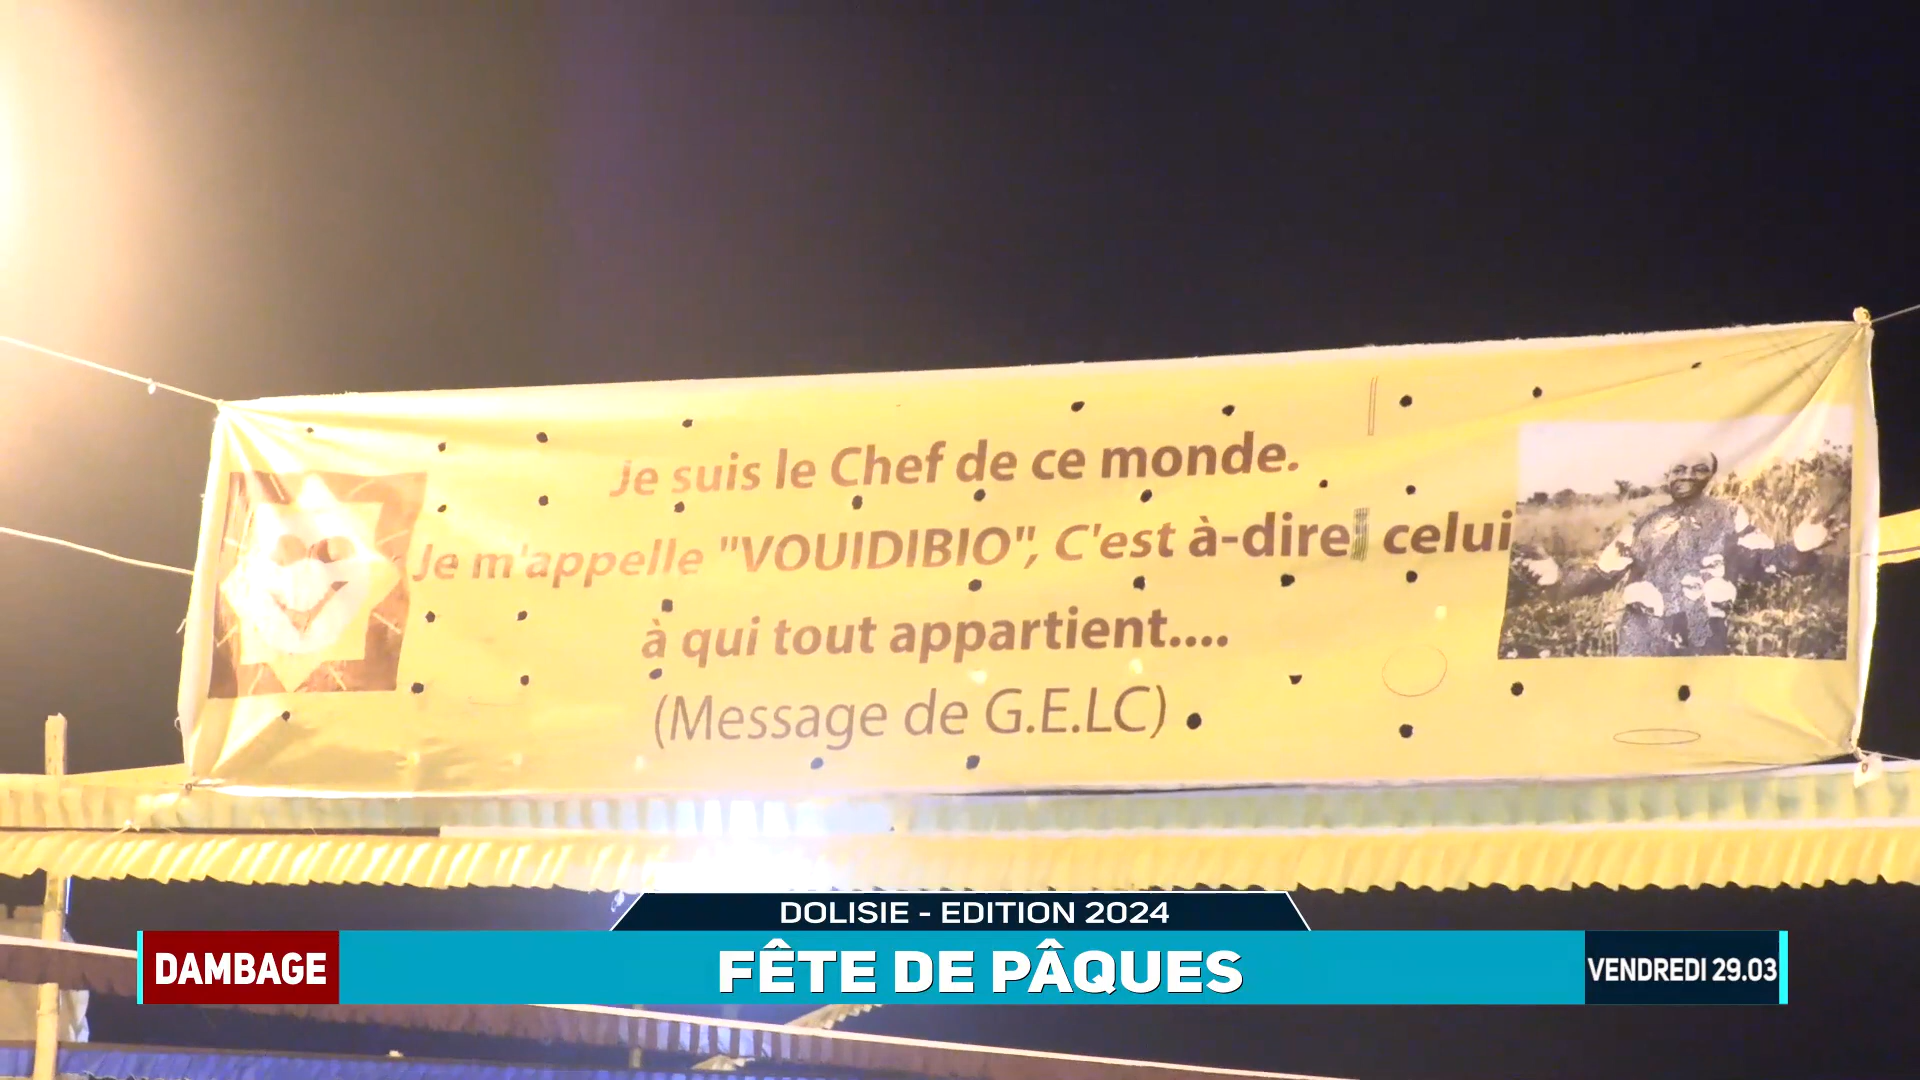 Je suis le Chef de ce monde.
Je m'appelle "VOUIDIBIO", C'est à-dire celui
à qui tout appartient....
(Message de G.E.LC)
DOLISIE - EDITION 2024
DAMBAGE
FÊTE DE PÂQUES
VENDREDI 29.03